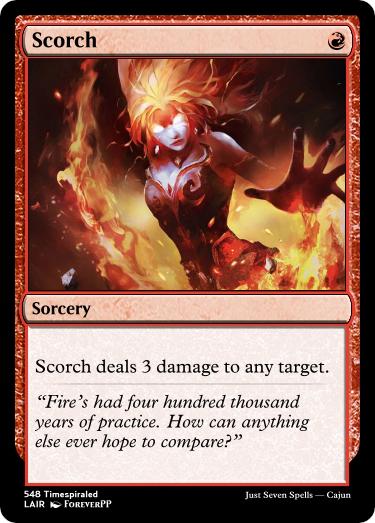 Scorch
Sorcery
Scorch deals 3 damage to any target.
“Fire’s had four hundred thousand
years of practice. How can anything
else ever hope to compare?”
548 Timespiraled
LAIR ForeverPP
Just Seven Spells — Cajun